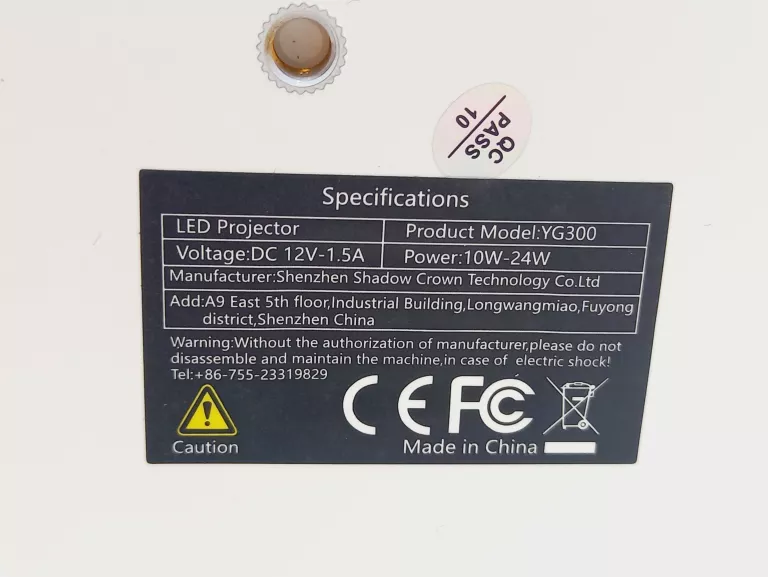 QC
PASS
10
Specifications
LED Projector
Product Model:YG300
Voltage:DC 12V-1.5A
Power:10W-24W
Manufacturer:Shenzhen Shadow Crown Technology Co.Ltd
Add:A9 East 5th floor,Industrial Building,Longwangmiao,Fuyong
district,Shenzhen China
Warning:Without the authorization of manufacturer,please do not
disassemble and maintain the machine,in case of electric shock!
Tel:+86-755-23319829
CE FC
Caution
Made in China